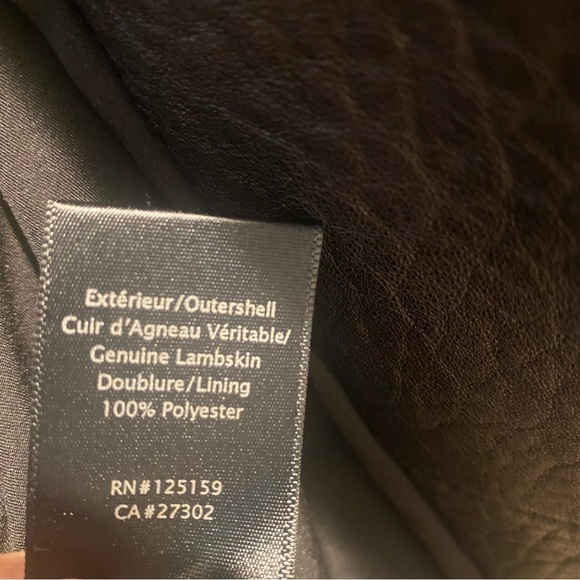 Extérieur/Outershell
Cuir d'Agneau Véritable/
Genuine Lambskin
Doublure/Lining
100% Polyester
RN#125159
CA#27302